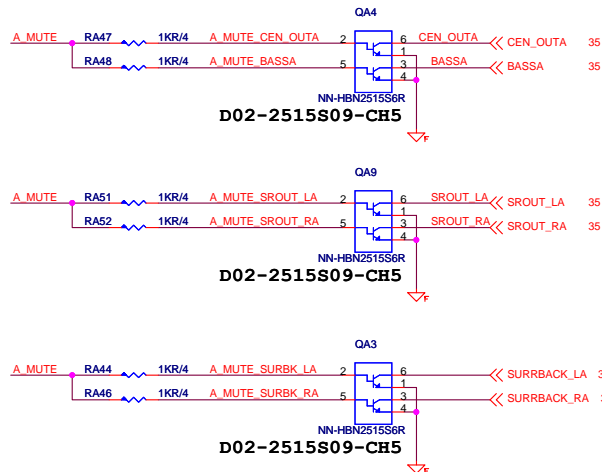 QA4
A_MUTE RA47 1KR/4 A_MUTE_CEN_OUTA 2 6 CEN_OUTA CEN_OUTA 35
1
RA48 1KR/4 A_MUTE_BASSA 5 3 BASSA BASSA 35
4
NN-HBN2515S6R
D02-2515S09-CH5
F
QA9
A_MUTE RA51 1KR/4 A_MUTE_SROUT_LA 2 6 SROUT_LA SROUT_LA 35
1
RA52 1KR/4 A_MUTE_SROUT_RA 5 3 SROUT_RA SROUT_RA 35
4
NN-HBN2515S6R
D02-2515S09-CH5
F
QA3
A_MUTE RA44 1KR/4 A_MUTE_SURBK_LA 2 6 SURRBACK_LA
1
RA46 1KR/4 A_MUTE_SURBK_RA 5 3 SURRBACK_RA
4
NN-HBN2515S6R
D02-2515S09-CH5
F